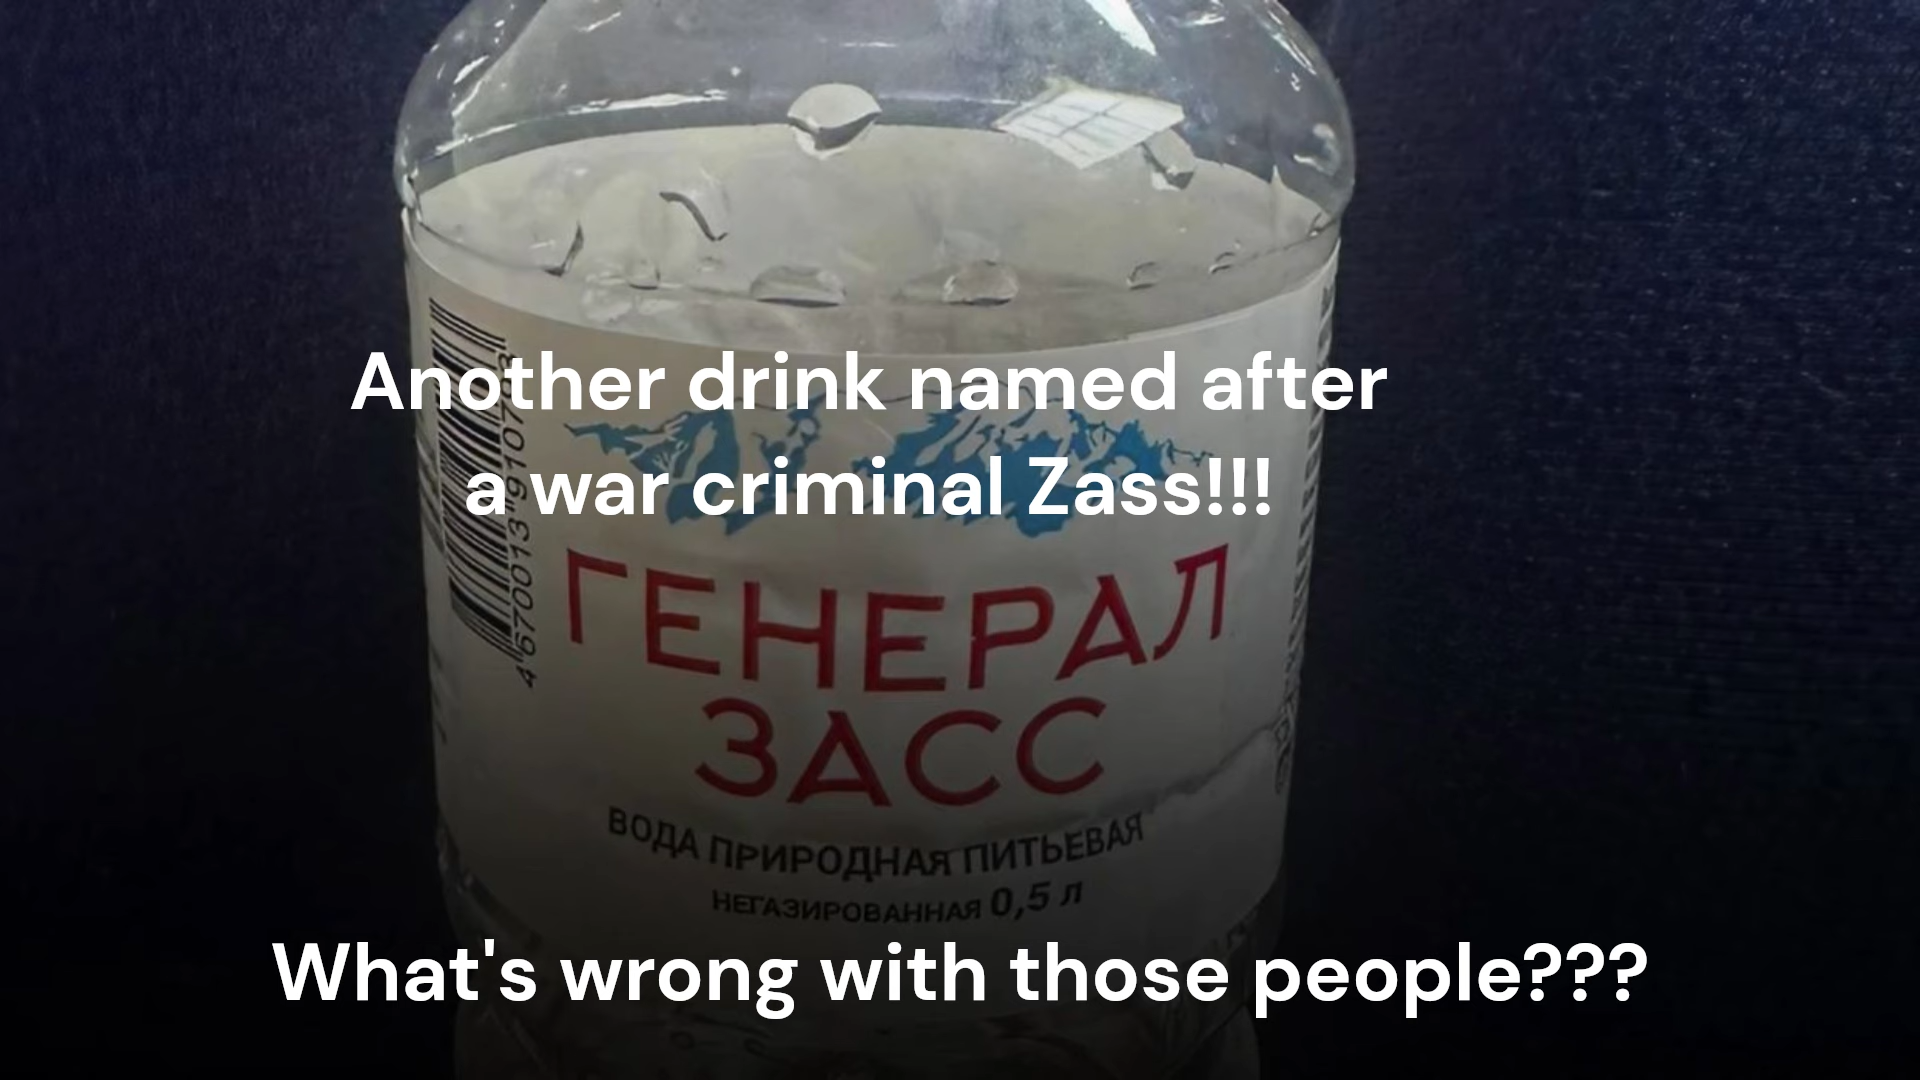 Another drink named after
a war criminal Zass!!!
ГЕНЕРАЛ
ЗАСС
ВОДА ПРИРОДНАЯ ПИТЬЕВАЯ
НЕГАЗИРОВАННАЯ 0,5 л
What's wrong with those people???